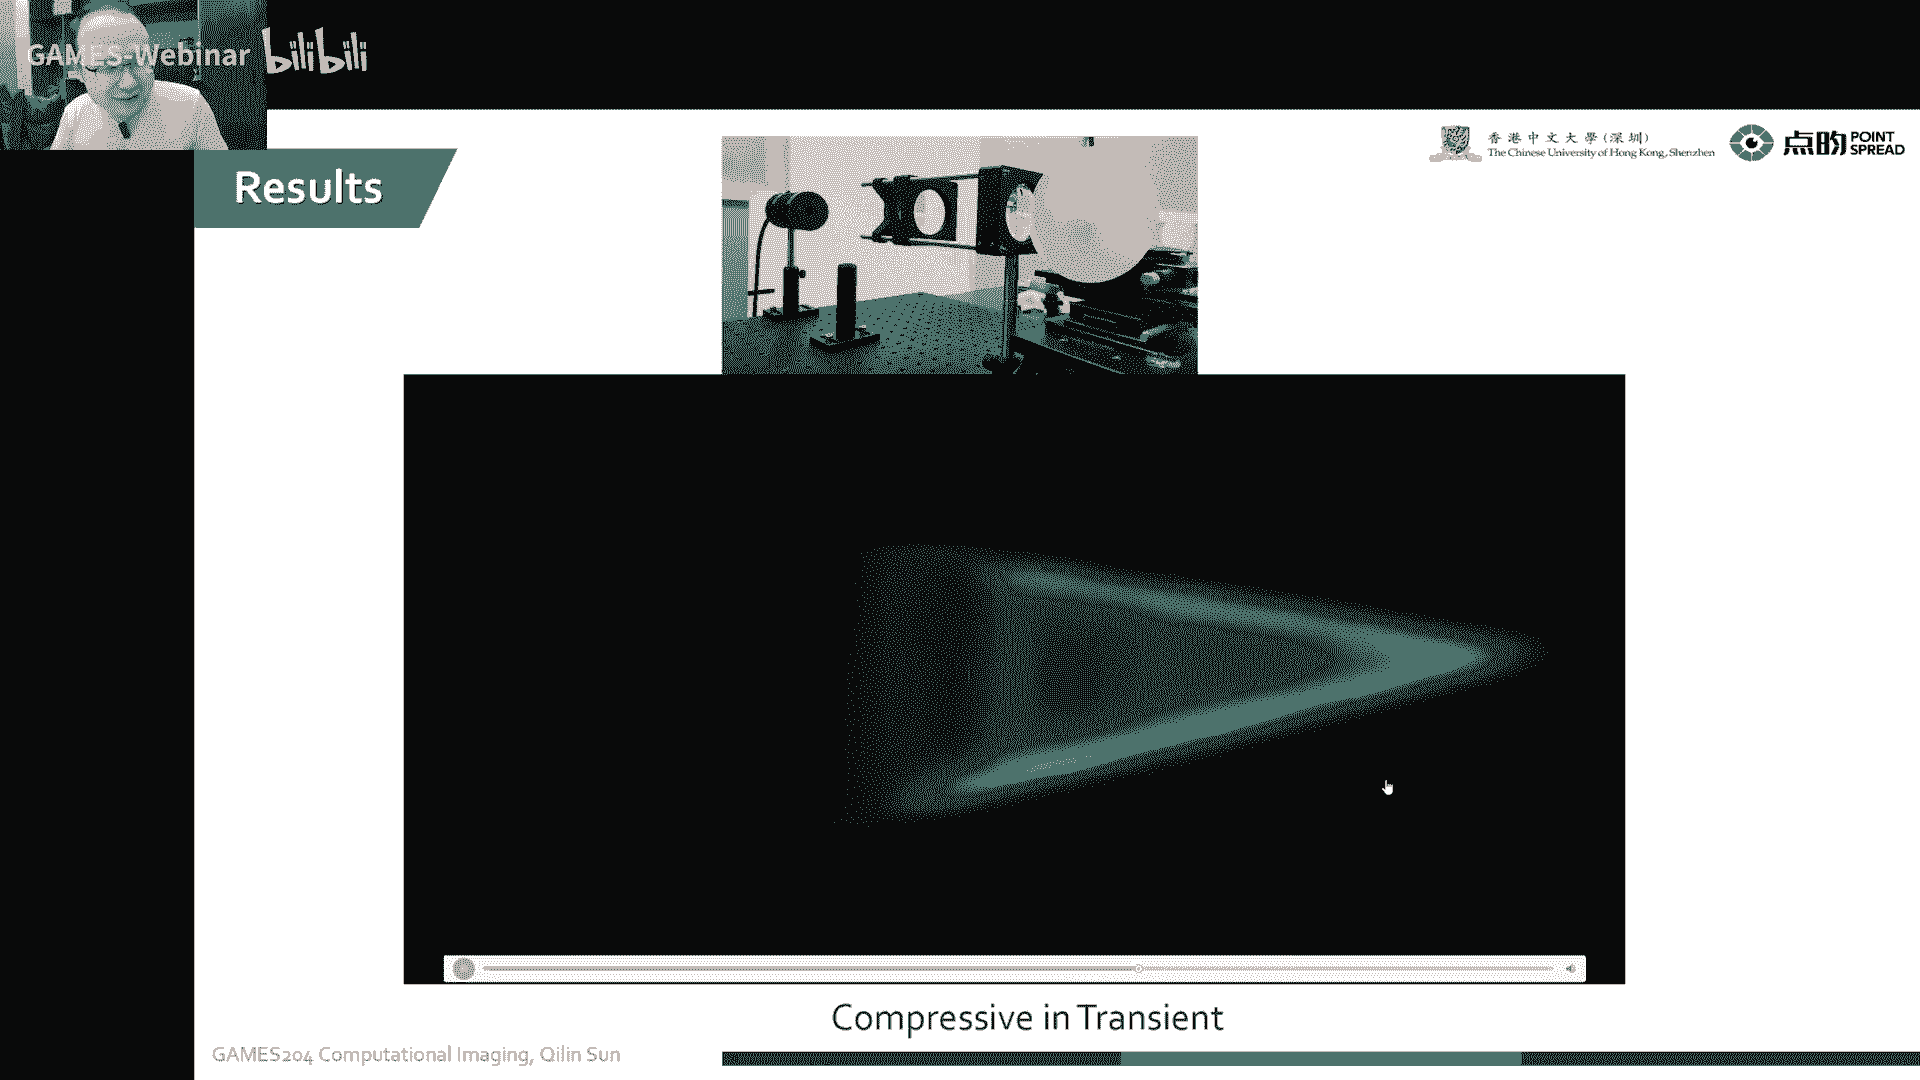 GAMES-Webinar bilibili
香港中文大學(深圳)
The Chinese University of Hong Kong, Shenzhen
点昀 POINT SPREAD
Results
Compressive in Transient
GAMES204 Computational Imaging, Qilin Sun